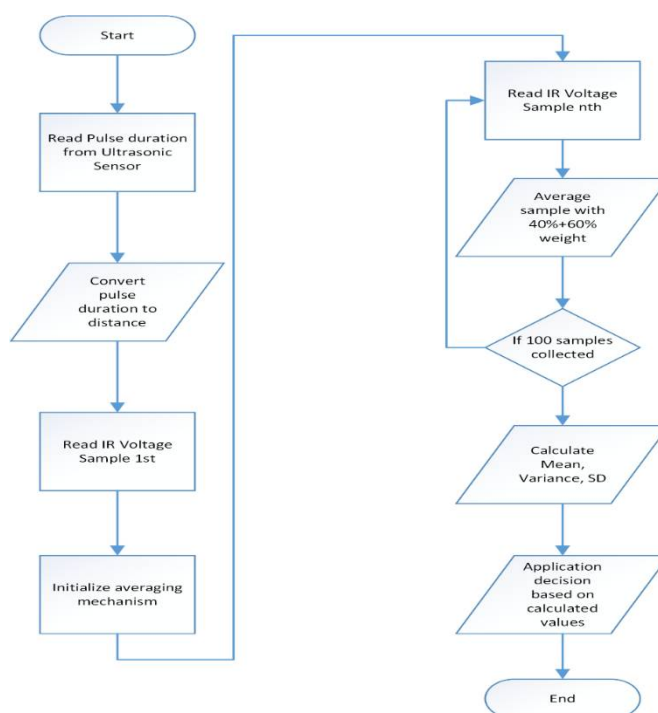 Start
Read Pulse duration
from Ultrasonic
Sensor
Convert
pulse
duration to
distance
Read IR Voltage
Sample 1st
Initialize averaging
mechanism
Read IR Voltage
Sample nth
Average
sample with
40%+60%
weight
If 100 samples
collected
Calculate
Mean,
Variance, SD
Application
decision
based on
calculated
values
End